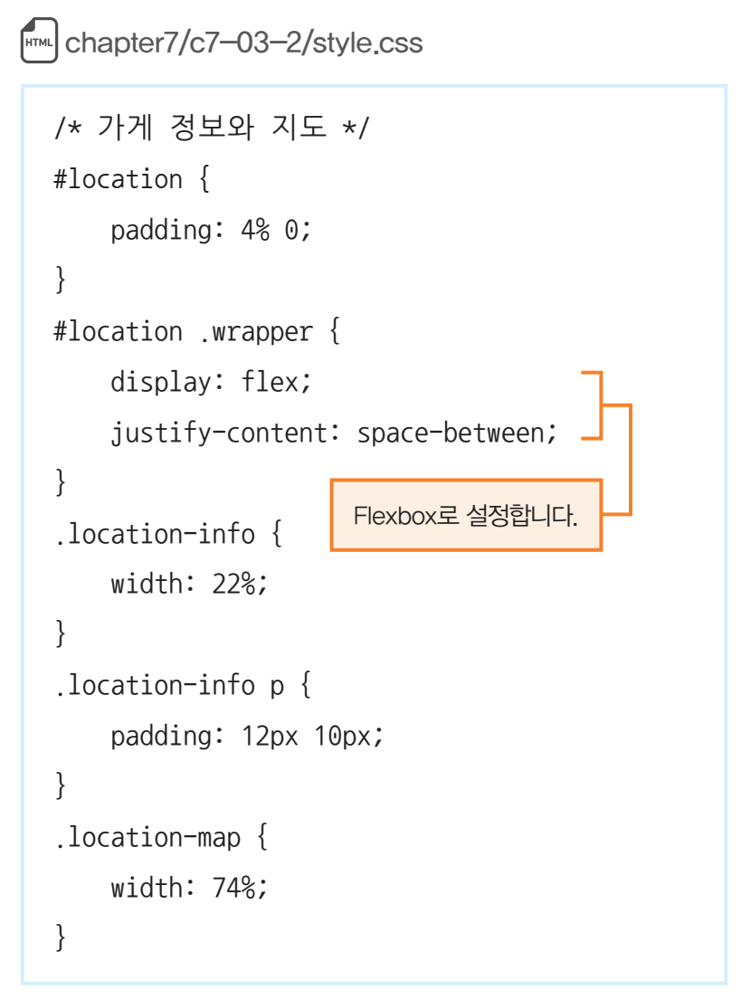 HTML chapter7/c7-03-2/style.css
/* 가게 정보와 지도 */
#location {
    padding: 4% 0;
}
#location .wrapper {
    display: flex;
    justify-content: space-between;
}
Flexbox로 설정합니다.
.location-info {
    width: 22%;
}
.location-info p {
    padding: 12px 10px;
}
.location-map {
    width: 74%;
}